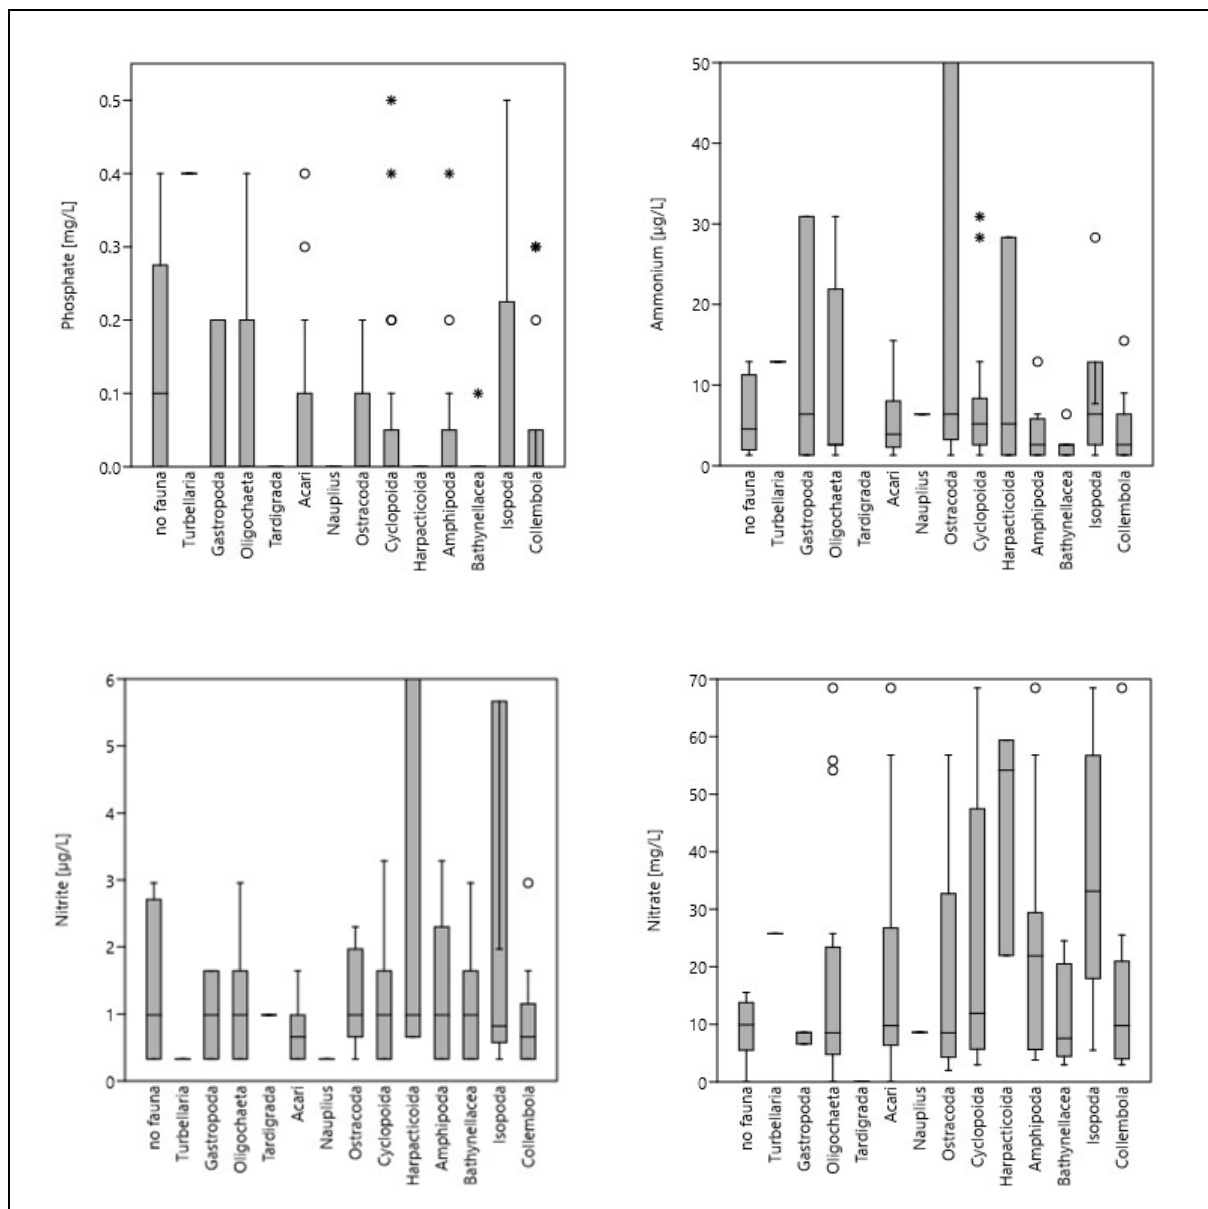 Phosphate [mg/L]
0.5
0.4
0.3
0.2
0.1
0.0
no fauna
Turbellaria
Gastropoda
Oligochaeta
Tardigrada
Acari
Nauplius
Ostracoda
Cyclopoida
Harpacticoida
Amphipoda
Bathynellacea
Isopoda
Collembola
Ammonium [µg/L]
50
40
30
20
10
0
no fauna
Turbellaria
Gastropoda
Oligochaeta
Tardigrada
Acari
Nauplius
Ostracoda
Cyclopoida
Harpacticoida
Amphipoda
Bathynellacea
Isopoda
Collembola
Nitrite [µg/L]
6
5
4
3
2
1
0
no fauna
Turbellaria
Gastropoda
Oligochaeta
Tardigrada
Acari
Nauplius
Ostracoda
Cyclopoida
Harpacticoida
Amphipoda
Bathynellacea
Isopoda
Collembola
Nitrate [mg/L]
70
60
50
40
30
20
10
0
no fauna
Turbellaria
Gastropoda
Oligochaeta
Tardigrada
Acari
Nauplius
Ostracoda
Cyclopoida
Harpacticoida
Amphipoda
Bathynellacea
Isopoda
Collembola